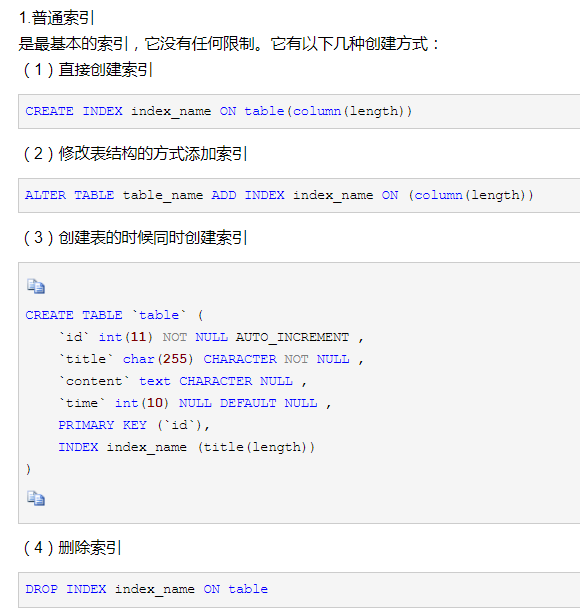 1.普通索引
是最基本的索引，它没有任何限制。它有以下几种创建方式：
（1）直接创建索引
CREATE INDEX index_name ON table(column(length))
（2）修改表结构的方式添加索引
ALTER TABLE table_name ADD INDEX index_name ON (column(length))
（3）创建表的时候同时创建索引
CREATE TABLE `table` (
    `id` int(11) NOT NULL AUTO_INCREMENT ,
    `title` char(255) CHARACTER NOT NULL ,
    `content` text CHARACTER NULL ,
    `time` int(10) NULL DEFAULT NULL ,
    PRIMARY KEY (`id`),
    INDEX index_name (title(length))
)
（4）删除索引
DROP INDEX index_name ON table